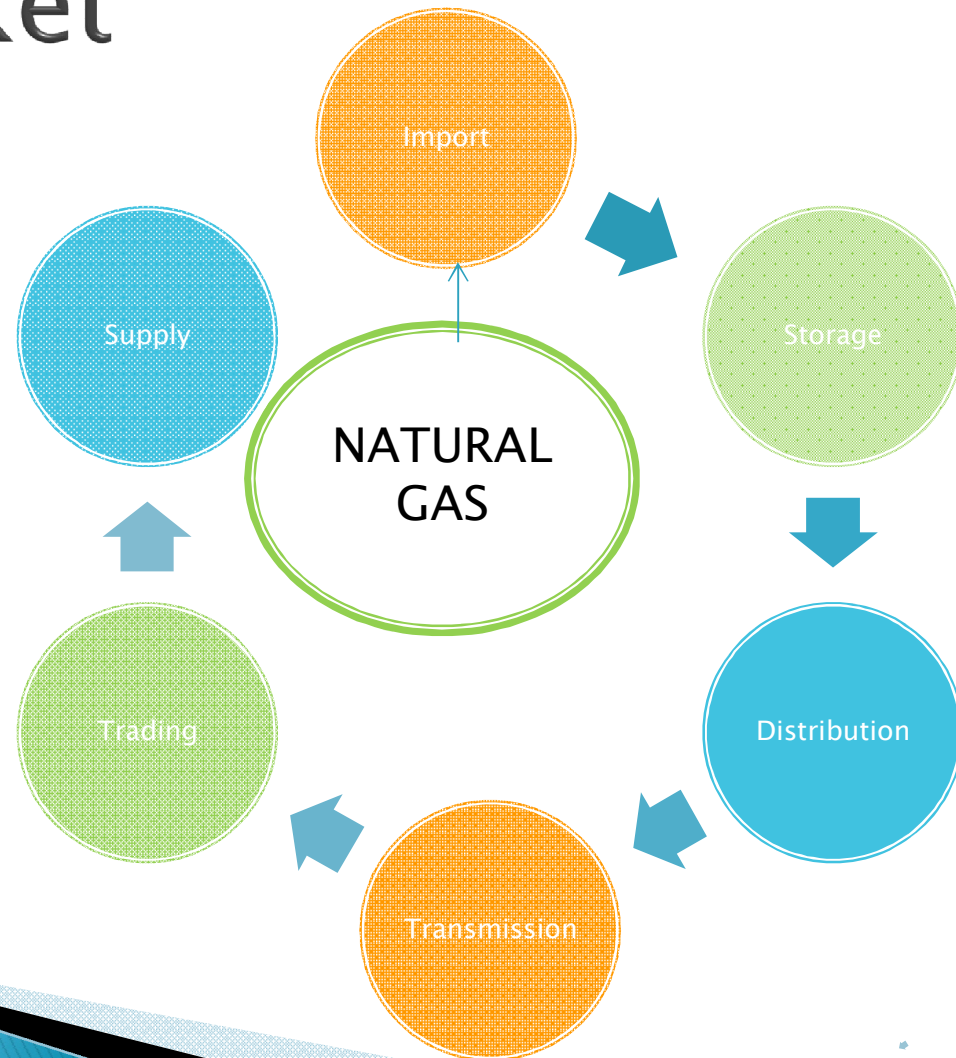 Import
Storage
Supply
NATURAL
GAS
Trading
Distribution
Transmission